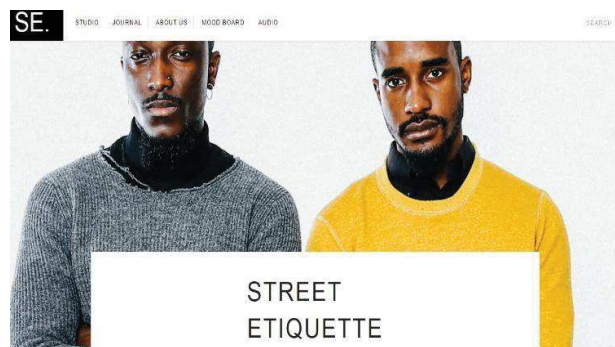 SE.
STUDIO JOURNAL ABOUT US MOOD BOARD AUDIO
SEARCH
STREET
ETIQUETTE